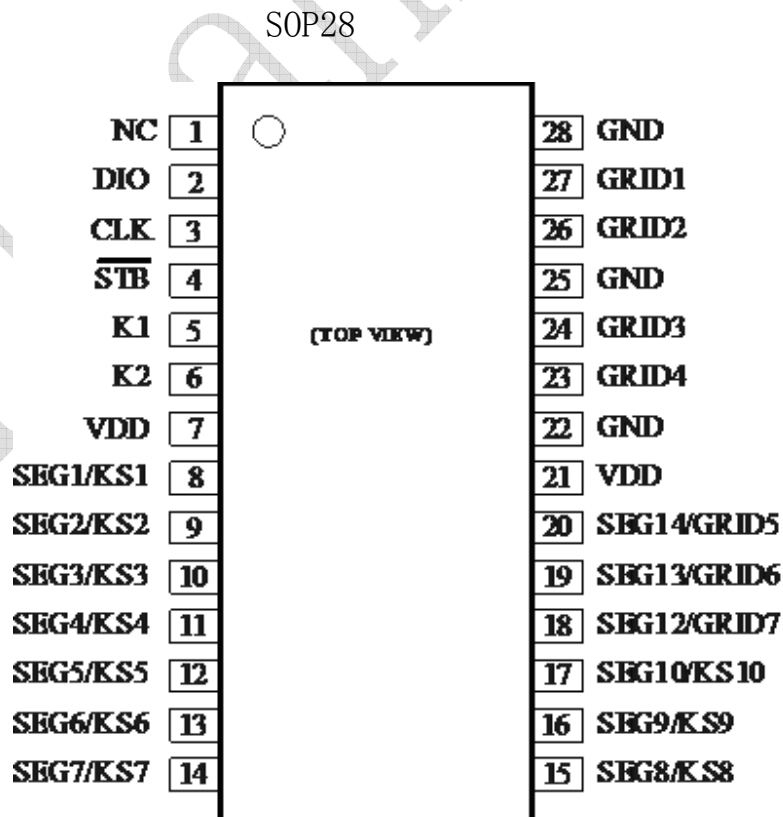 SOP28
NC 1 28 GND
DIO 2 27 GRID1
CLK 3 26 GRID2
STB 4 25 GND
K1 5 (TOP VIEW) 24 GRID3
K2 6 23 GRID4
VDD 7 22 GND
SEG1/KS1 8 21 VDD
SEG2/KS2 9 20 SEG14/GRID5
SEG3/KS3 10 19 SEG13/GRID6
SEG4/KS4 11 18 SEG12/GRID7
SEG5/KS5 12 17 SEG10/KS10
SEG6/KS6 13 16 SEG9/KS9
SEG7/KS7 14 15 SEG8/KS8